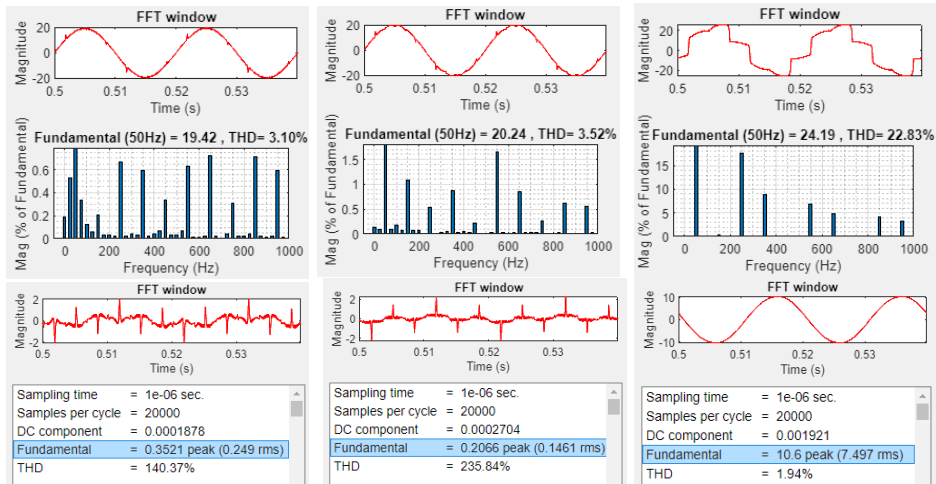 FFT window
20
0
-20
Magnitude
0.5 0.51 0.52 0.53
Time (s)
Fundamental (50Hz) = 19.42 , THD= 3.10%
0.6
0.4
0.2
0
Mag (% of Fundamental)
0 200 400 600 800 1000
Frequency (Hz)
FFT window
2
0
-2
Magnitude
0.5 0.51 0.52 0.53
Time (s)
Sampling time = 1e-06 sec.
Samples per cycle = 20000
DC component = 0.0001878
Fundamental = 0.3521 peak (0.249 rms)
THD = 140.37%
FFT window
20
0
-20
Magnitude
0.5 0.51 0.52 0.53
Time (s)
Fundamental (50Hz) = 20.24 , THD= 3.52%
1.5
1
0.5
0
Mag (% of Fundamental)
0 200 400 600 800 1000
Frequency (Hz)
FFT window
2
0
-2
Magnitude
0.5 0.51 0.52 0.53
Time (s)
Sampling time = 1e-06 sec.
Samples per cycle = 20000
DC component = 0.0002704
Fundamental = 0.2066 peak (0.1461 rms)
THD = 235.84%
FFT window
20
0
-20
Magnitude
0.5 0.51 0.52 0.53
Time (s)
Fundamental (50Hz) = 24.19 , THD= 22.83%
15
10
5
0
Mag (% of Fundamental)
0 200 400 600 800 1000
Frequency (Hz)
FFT window
10
0
-10
Magnitude
0.5 0.51 0.52 0.53
Time (s)
Sampling time = 1e-06 sec.
Samples per cycle = 20000
DC component = 0.001921
Fundamental = 10.6 peak (7.497 rms)
THD = 1.94%